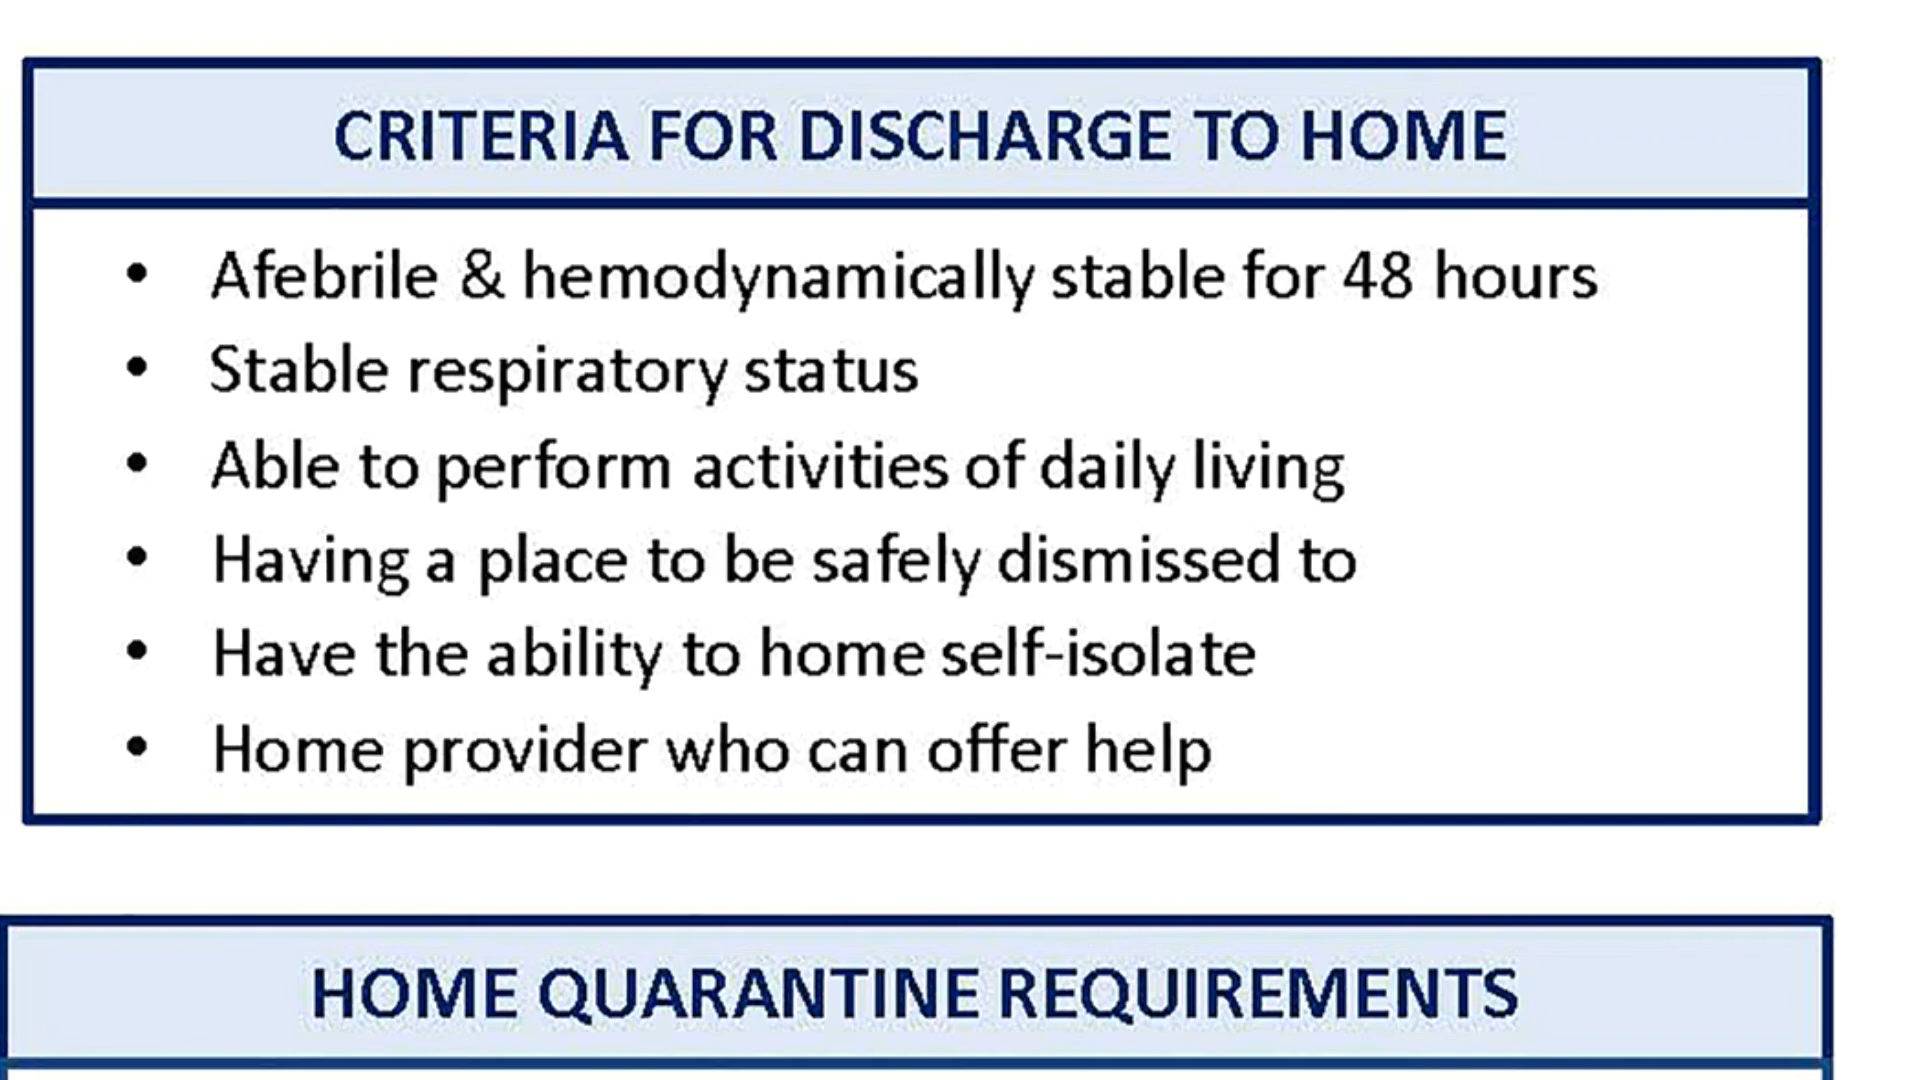 CRITERIA FOR DISCHARGE TO HOME
• Afebrile & hemodynamically stable for 48 hours
• Stable respiratory status
• Able to perform activities of daily living
• Having a place to be safely dismissed to
• Have the ability to home self-isolate
• Home provider who can offer help
HOME QUARANTINE REQUIREMENTS